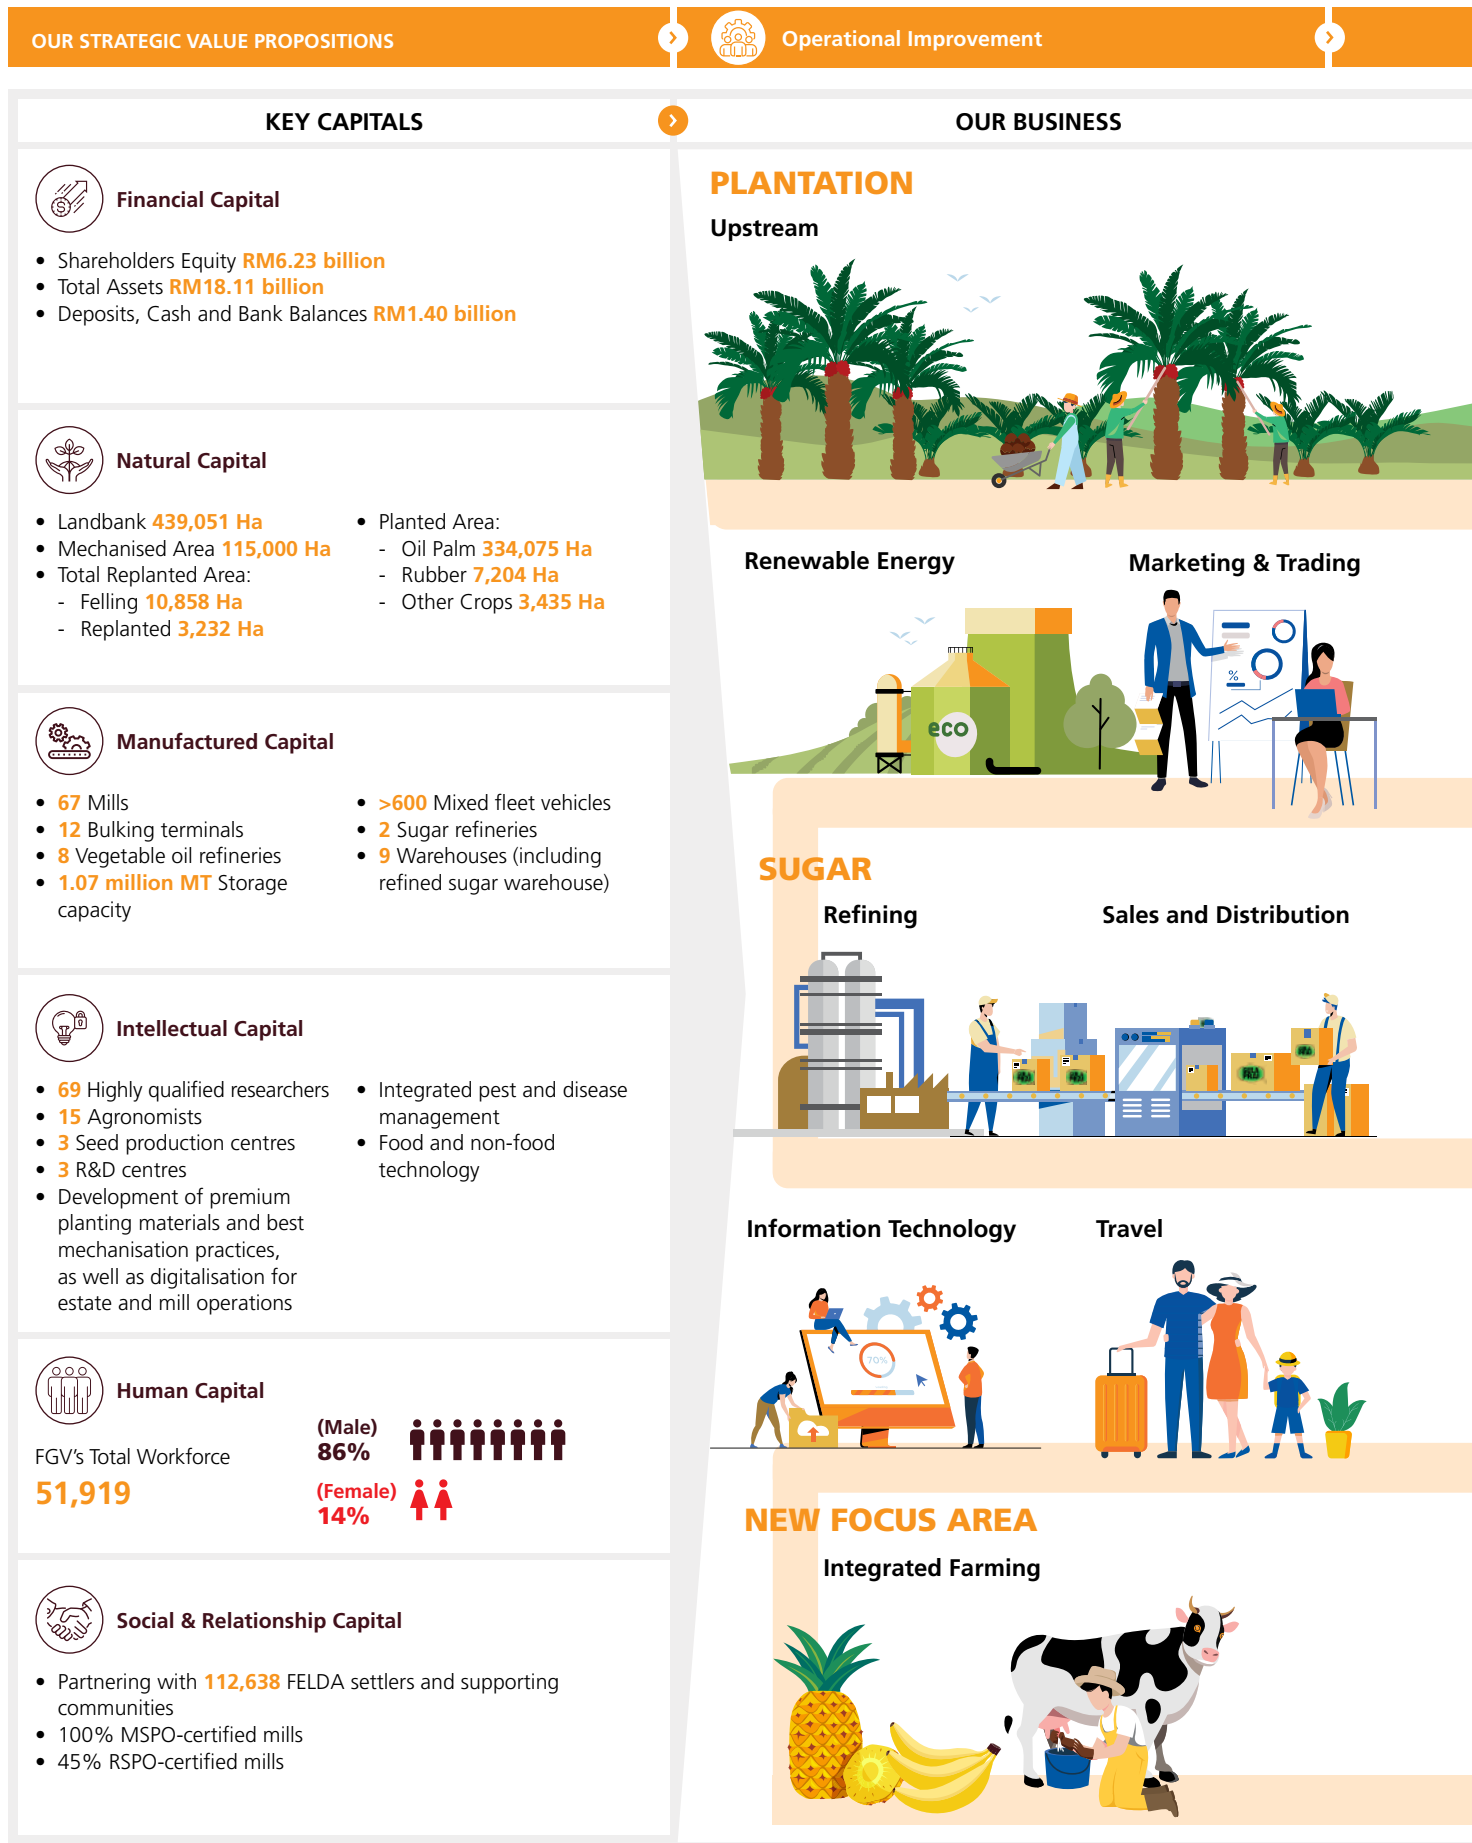 OUR STRATEGIC VALUE PROPOSITIONS
Operational Improvement
KEY CAPITALS
Financial Capital
• Shareholders Equity RM6.23 billion
• Total Assets RM18.11 billion
• Deposits, Cash and Bank Balances RM1.40 billion
Natural Capital
• Landbank 439,051 Ha
• Mechanised Area 115,000 Ha
• Total Replanted Area:
- Felling 10,858 Ha
- Replanted 3,232 Ha
• Planted Area:
- Oil Palm 334,075 Ha
- Rubber 7,204 Ha
- Other Crops 3,435 Ha
Manufactured Capital
• 67 Mills
• 12 Bulking terminals
• 8 Vegetable oil refineries
• 1.07 million MT Storage
capacity
• >600 Mixed fleet vehicles
• 2 Sugar refineries
• 9 Warehouses (including
refined sugar warehouse)
Intellectual Capital
• 69 Highly qualified researchers
• 15 Agronomists
• 3 Seed production centres
• 3 R&D centres
• Development of premium
planting materials and best
mechanisation practices,
as well as digitalisation for
estate and mill operations
• Integrated pest and disease
management
• Food and non-food
technology
Human Capital
FGV's Total Workforce
51,919
(Male)
86%
(Female)
14%
Social & Relationship Capital
• Partnering with 112,638 FELDA settlers and supporting
communities
• 100% MSPO-certified mills
• 45% RSPO-certified mills
OUR BUSINESS
PLANTATION
Upstream
Renewable Energy
eco
Marketing & Trading
%
SUGAR
Refining
Sales and Distribution
Information Technology
70%
Travel
NEW FOCUS AREA
Integrated Farming